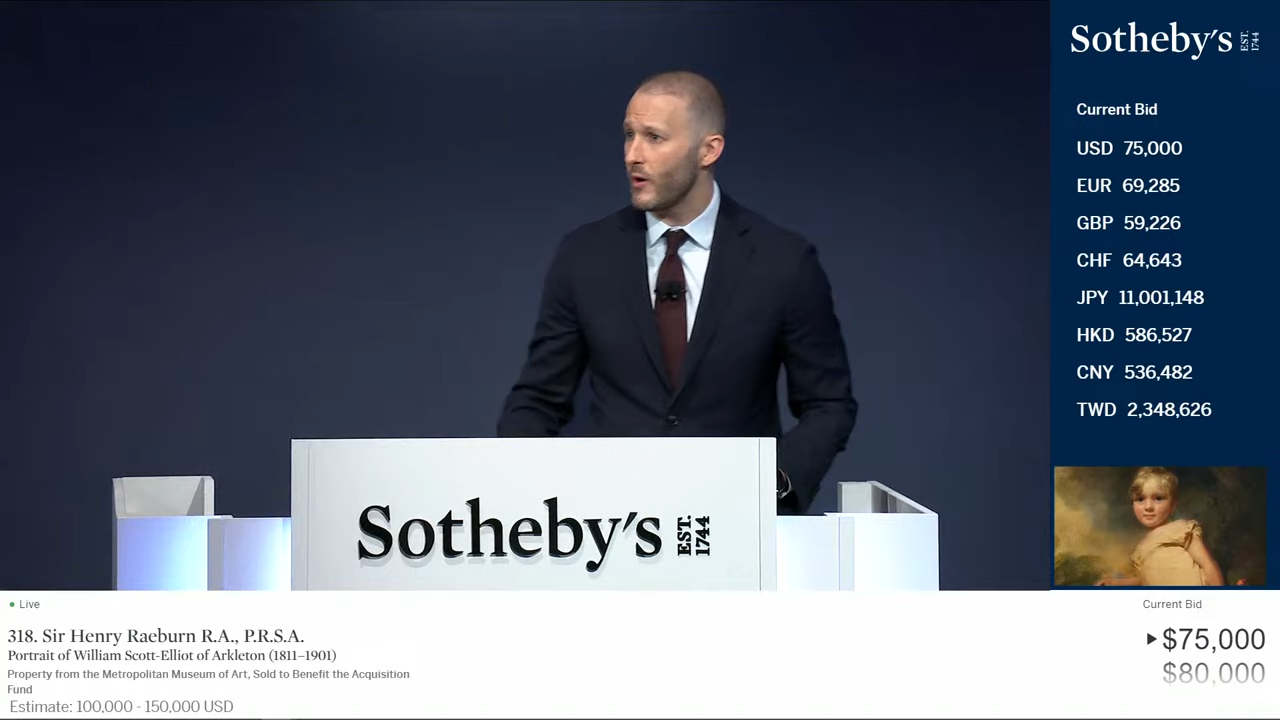 Sotheby's EST. 1744
Current Bid
USD 75,000
EUR 69,285
GBP 59,226
CHF 64,643
JPY 11,001,148
HKD 586,527
CNY 536,482
TWD 2,348,626
Sotheby's EST. 1744
Live
318. Sir Henry Raeburn R.A., P.R.S.A.
Portrait of William Scott-Elliot of Arkleton (1811–1901)
Property from the Metropolitan Museum of Art, Sold to Benefit the Acquisition
Fund
Estimate: 100,000 - 150,000 USD
Current Bid
$75,000
$80,000